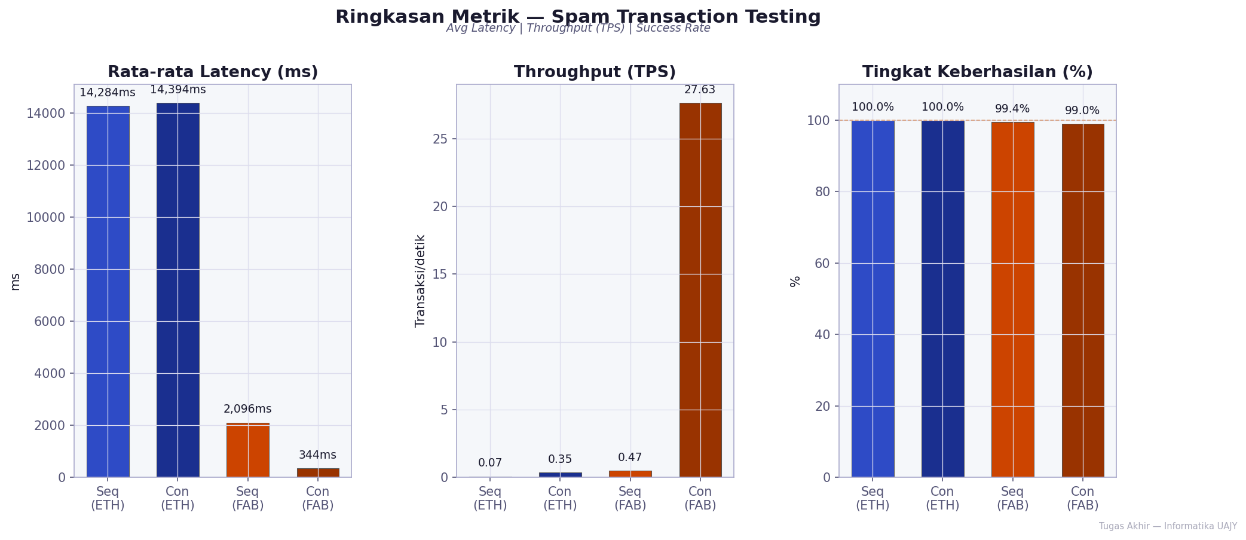 Ringkasan Metrik — Spam Transaction Testing
Avg Latency | Throughput (TPS) | Success Rate
Rata-rata Latency (ms)
ms
14000
12000
10000
8000
6000
4000
2000
0
14,284ms
14,394ms
2,096ms
344ms
Seq
(ETH)
Con
(ETH)
Seq
(FAB)
Con
(FAB)
Throughput (TPS)
Transaksi/detik
25
20
15
10
5
0
0.07
0.35
0.47
27.63
Seq
(ETH)
Con
(ETH)
Seq
(FAB)
Con
(FAB)
Tingkat Keberhasilan (%)
%
100
80
60
40
20
0
100.0%
100.0%
99.4%
99.0%
Seq
(ETH)
Con
(ETH)
Seq
(FAB)
Con
(FAB)
Tugas Akhir — Informatika UAJY